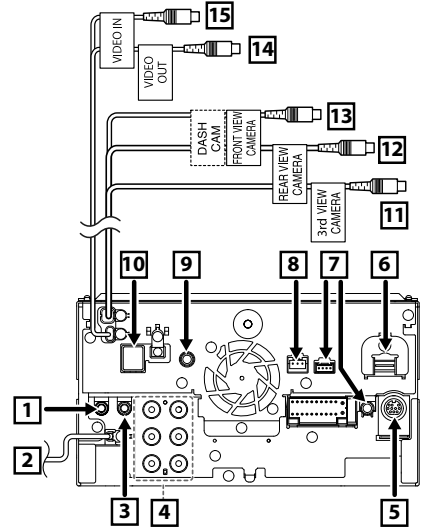 15
VIDEO IN
14
VIDEO
OUT
13
DASH
CAM
FRONT VIEW
CAMERA
12
REAR VIEW
CAMERA
11
3rd VIEW
CAMERA
10
9
8
7
6
1
2
3
4
5